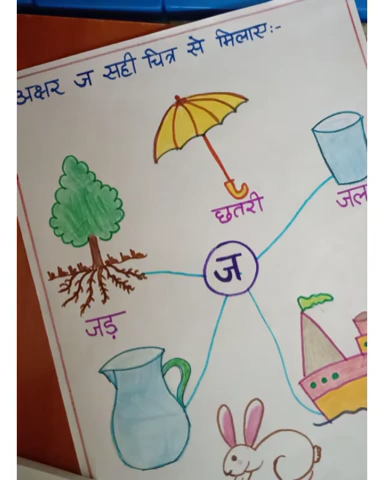 अक्षर ज सही चित्र से मिलाए:-
छतरी
जल
ज
जड़